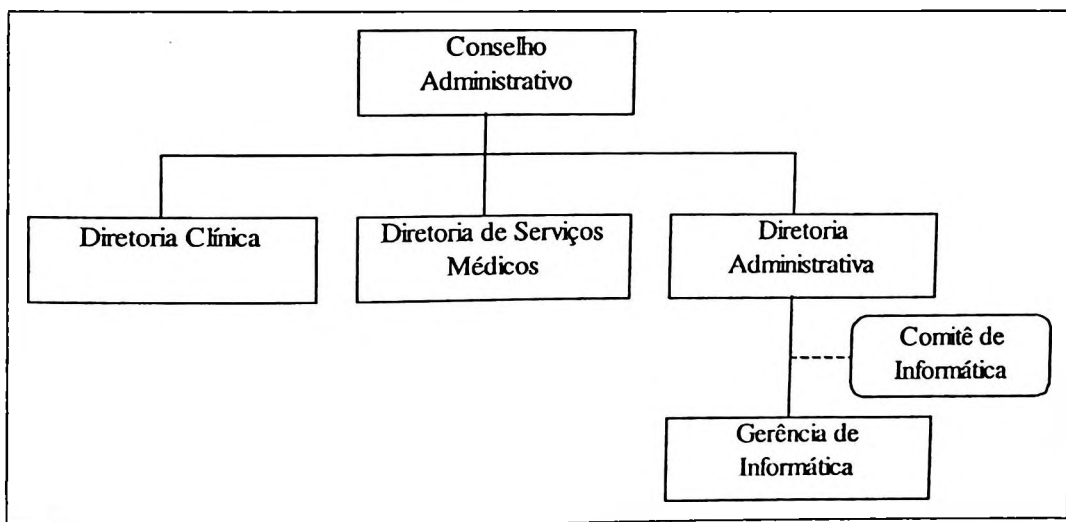 Conselho
Administrativo
Diretoria Clínica
Diretoria de Serviços
Médicos
Diretoria
Administrativa
Comitê de
Informática
Gerência de
Informática